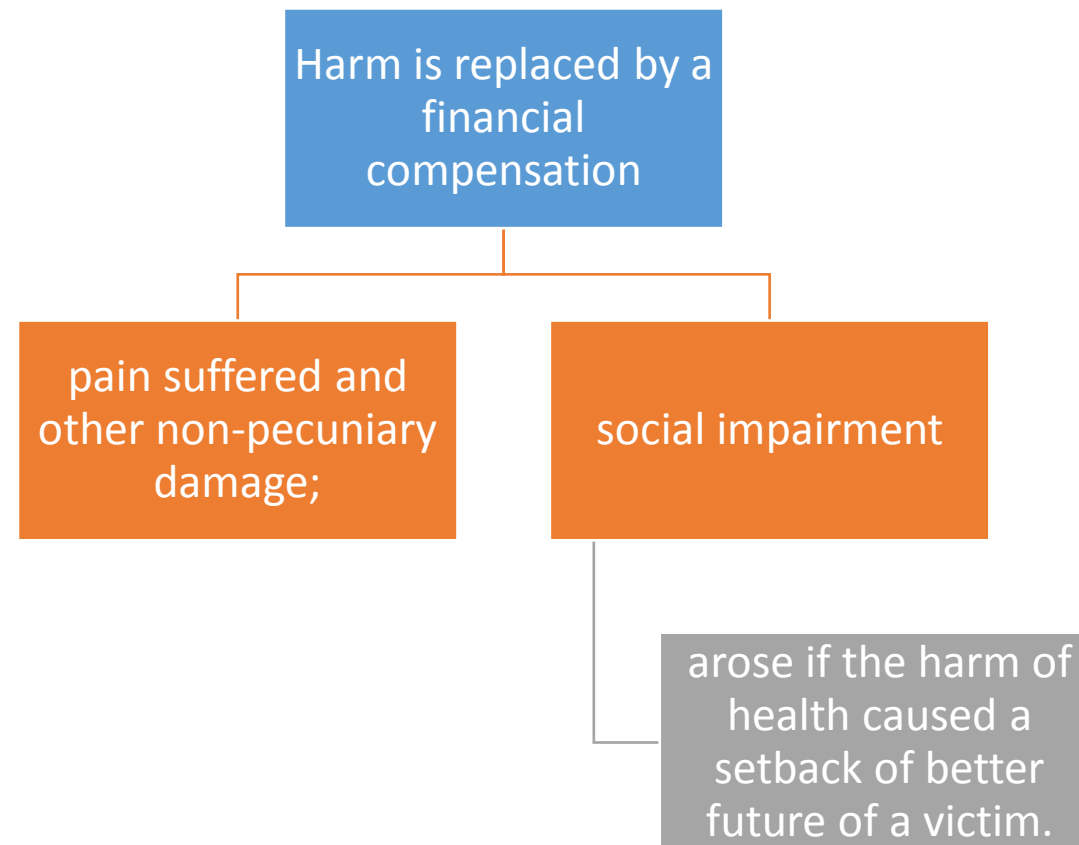 Harm is replaced by a
financial
compensation
pain suffered and
other non-pecuniary
damage;
social impairment
arose if the harm of
health caused a
setback of better
future of a victim.